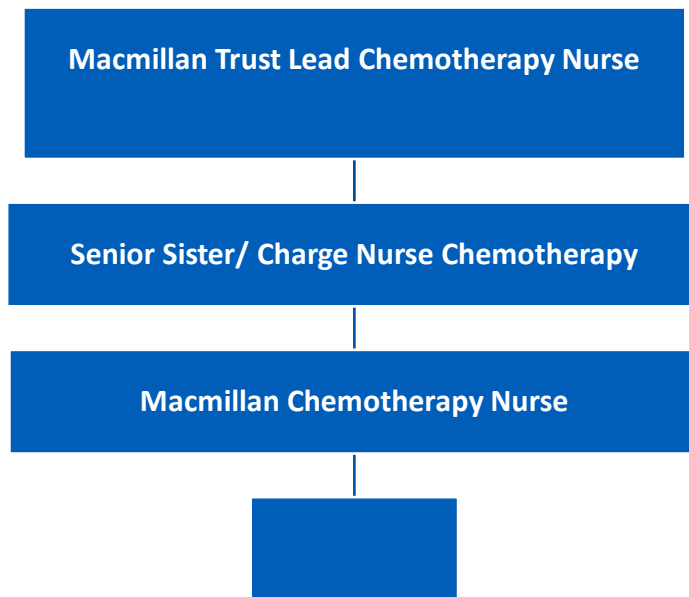 Macmillan Trust Lead Chemotherapy Nurse
Senior Sister/ Charge Nurse Chemotherapy
Macmillan Chemotherapy Nurse